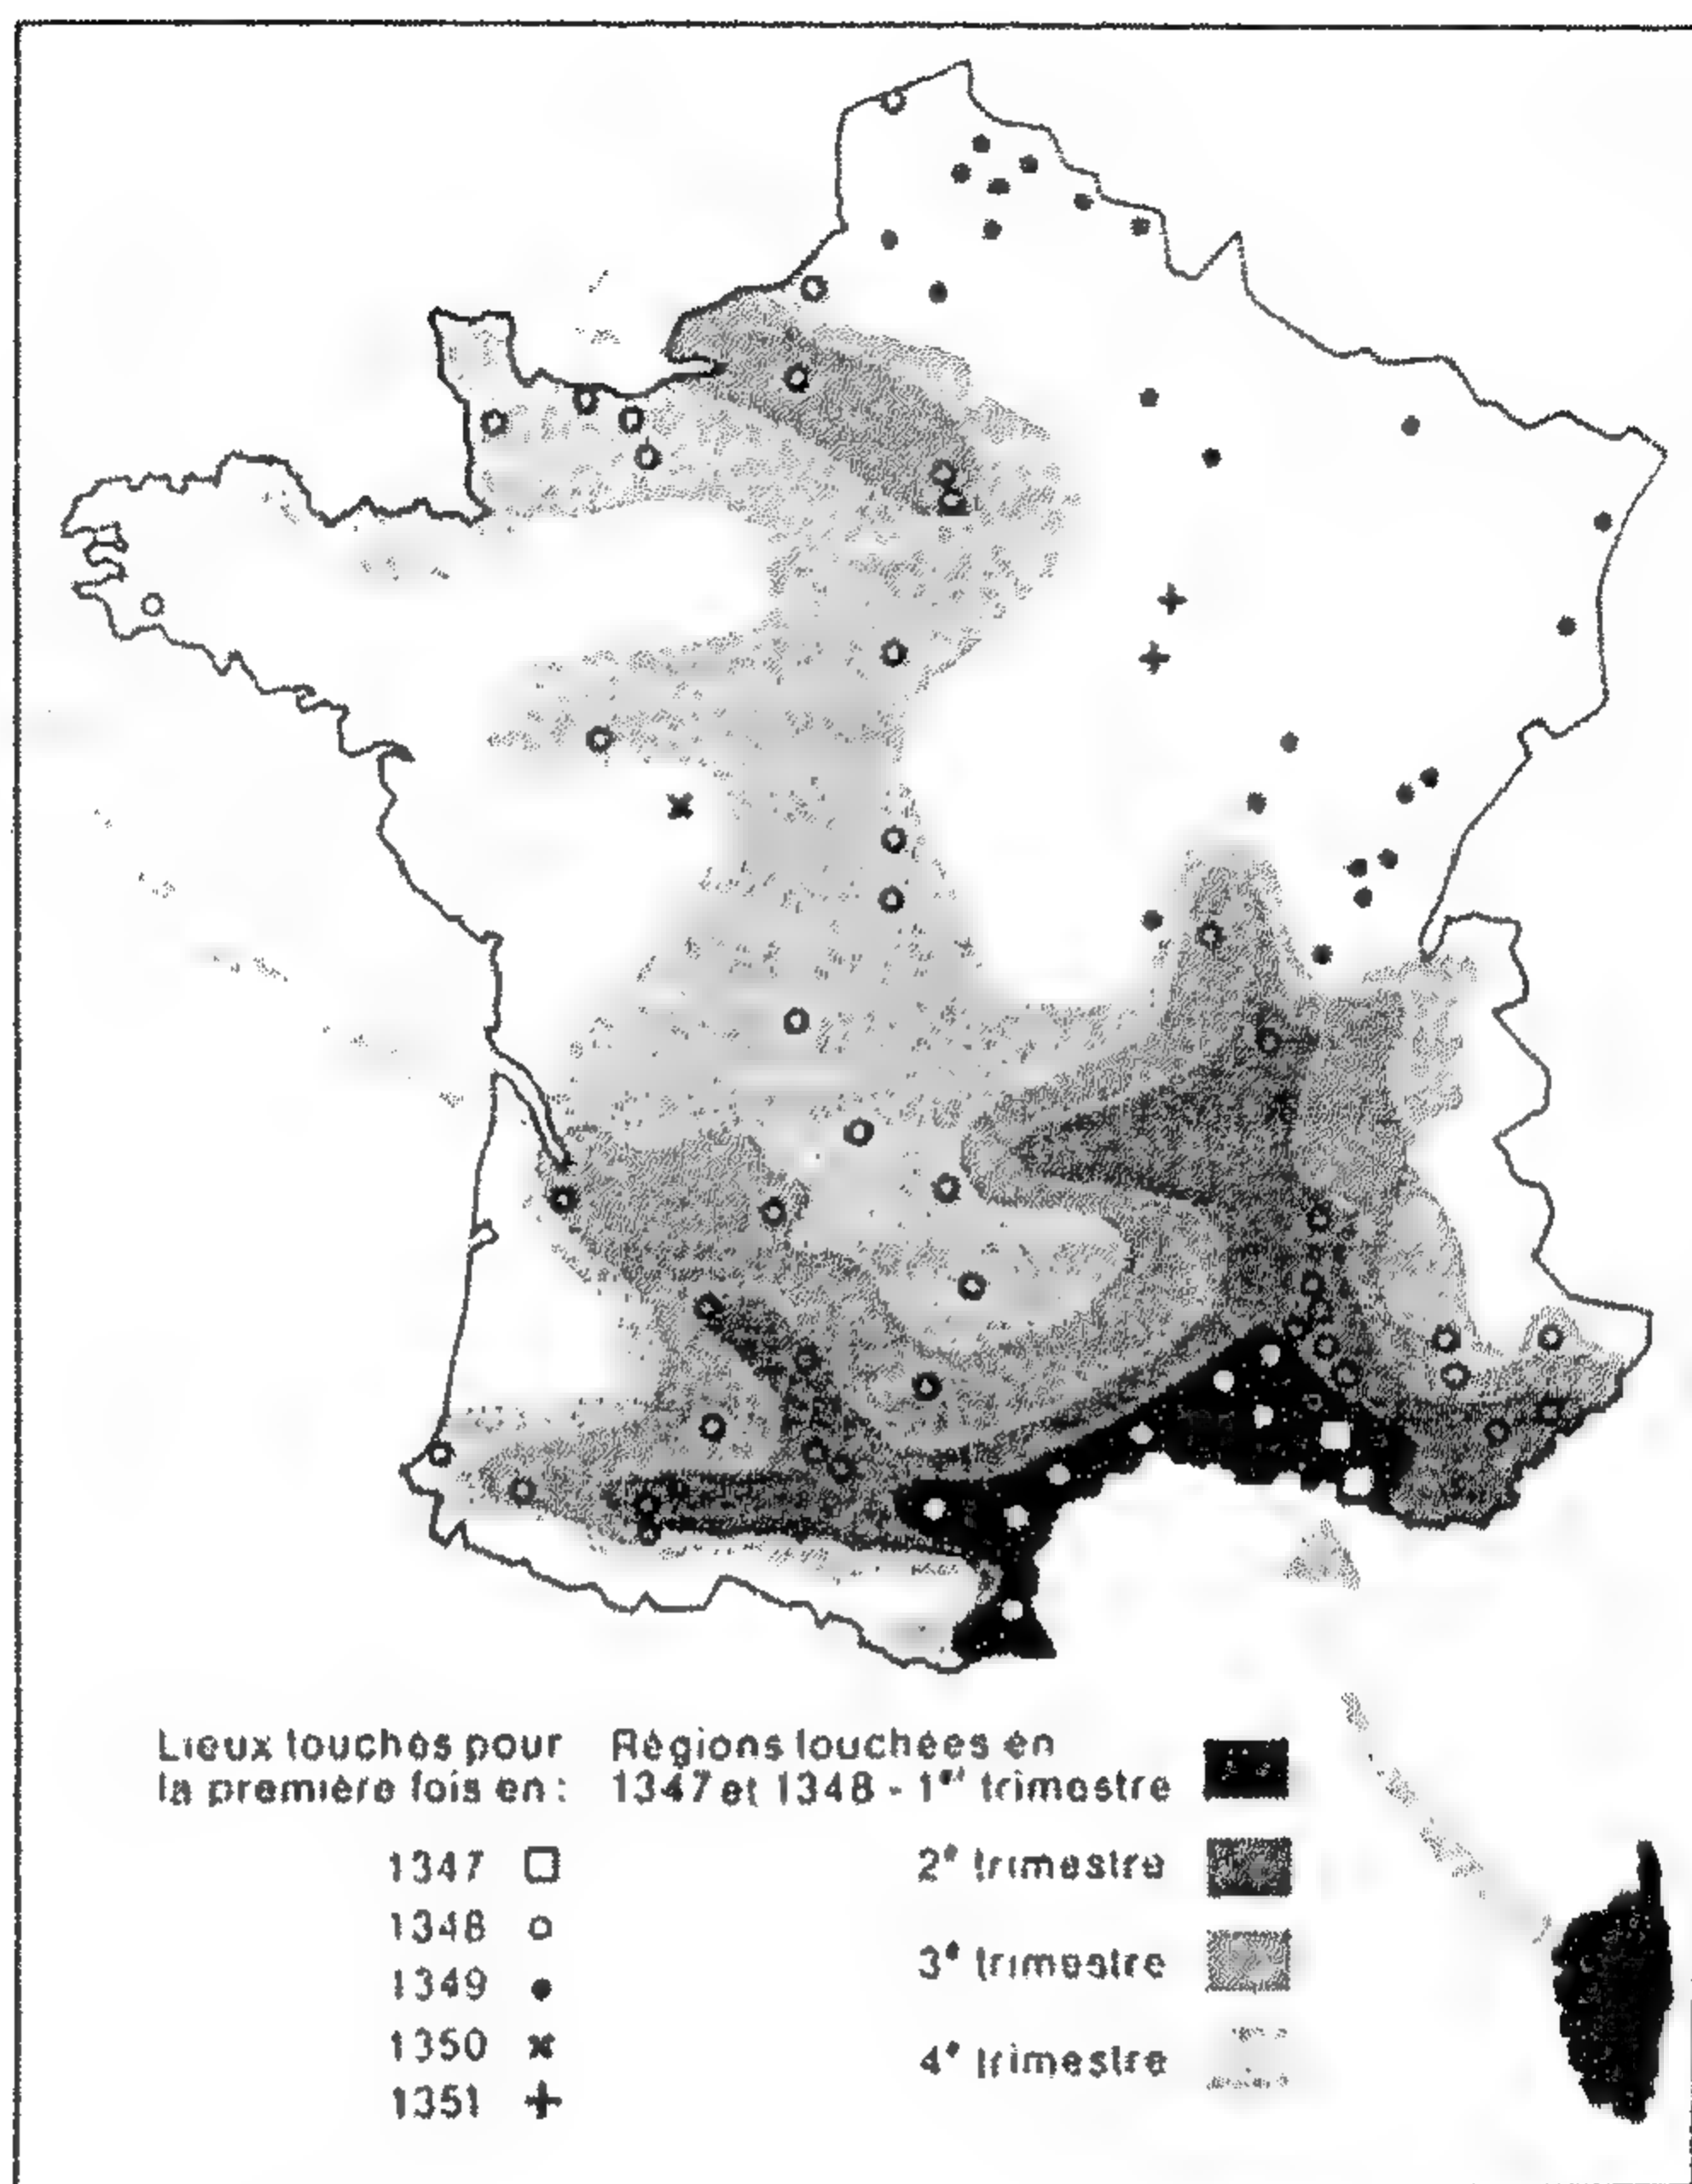 Lieux touchés pour
la première fois en :
1347
1348
1349
1350
1351
Régions touchées en
1347 et 1348 - 1er trimestre
2e trimestre
3e trimestre
4e trimestre